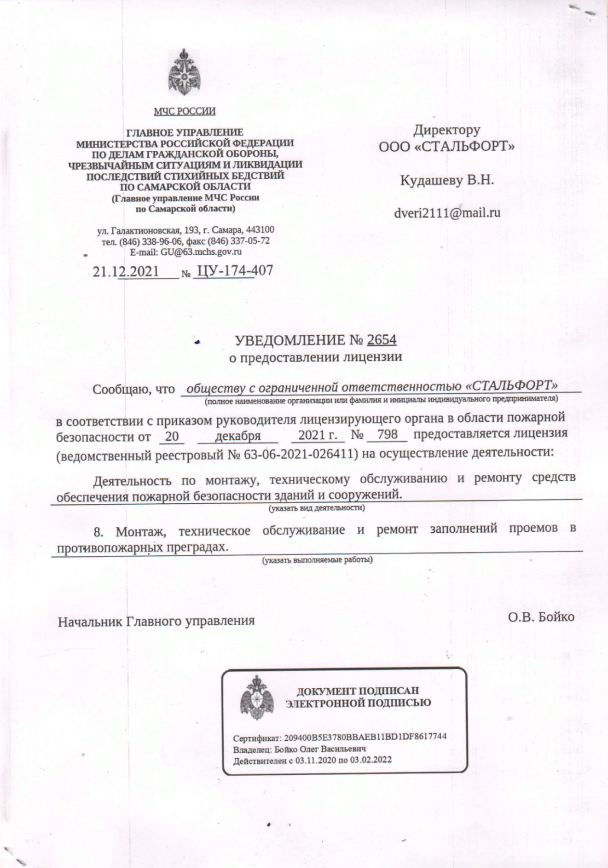 МЧС РОССИИ
ГЛАВНОЕ УПРАВЛЕНИЕ
МИНИСТЕРСТВА РОССИЙСКОЙ ФЕДЕРАЦИИ
ПО ДЕЛАМ ГРАЖДАНСКОЙ ОБОРОНЫ,
ЧРЕЗВЫЧАЙНЫМ СИТУАЦИЯМ И ЛИКВИДАЦИИ
ПОСЛЕДСТВИЙ СТИХИЙНЫХ БЕДСТВИЙ
ПО САМАРСКОЙ ОБЛАСТИ
(Главное управление МЧС России
по Самарской области)
ул. Галактионовская, 193, г. Самара, 443100
тел. (846) 338-96-06, факс (846) 337-05-72
E-mail: GU@63.mchs.gov.ru
21.12.2021 № ЦУ-174-407
Директору
ООО «СТАЛЬФОРТ»
Кудашеву В.Н.
dveri2111@mail.ru
УВЕДОМЛЕНИЕ № 2654
о предоставлении лицензии
Сообщаю, что обществу с ограниченной ответственностью «СТАЛЬФОРТ»
(полное наименование организации или фамилия и инициалы индивидуального предпринимателя)
в соответствии с приказом руководителя лицензирующего органа в области пожарной
безопасности от 20 декабря 2021 г. № 798 предоставляется лицензия
(ведомственный реестровый № 63-06-2021-026411) на осуществление деятельности:
Деятельность по монтажу, техническому обслуживанию и ремонту средств
обеспечения пожарной безопасности зданий и сооружений.
(указать вид деятельности)
8. Монтаж, техническое обслуживание и ремонт заполнений проемов в
противопожарных преградах.
(указать выполняемые работы)
Начальник Главного управления О.В. Бойко
ДОКУМЕНТ ПОДПИСАН
ЭЛЕКТРОННОЙ ПОДПИСЬЮ
Сертификат: 209400B5E3780BBAEB11BD1DF8617744
Владелец: Бойко Олег Васильевич
Действителен с 03.11.2020 по 03.02.2022